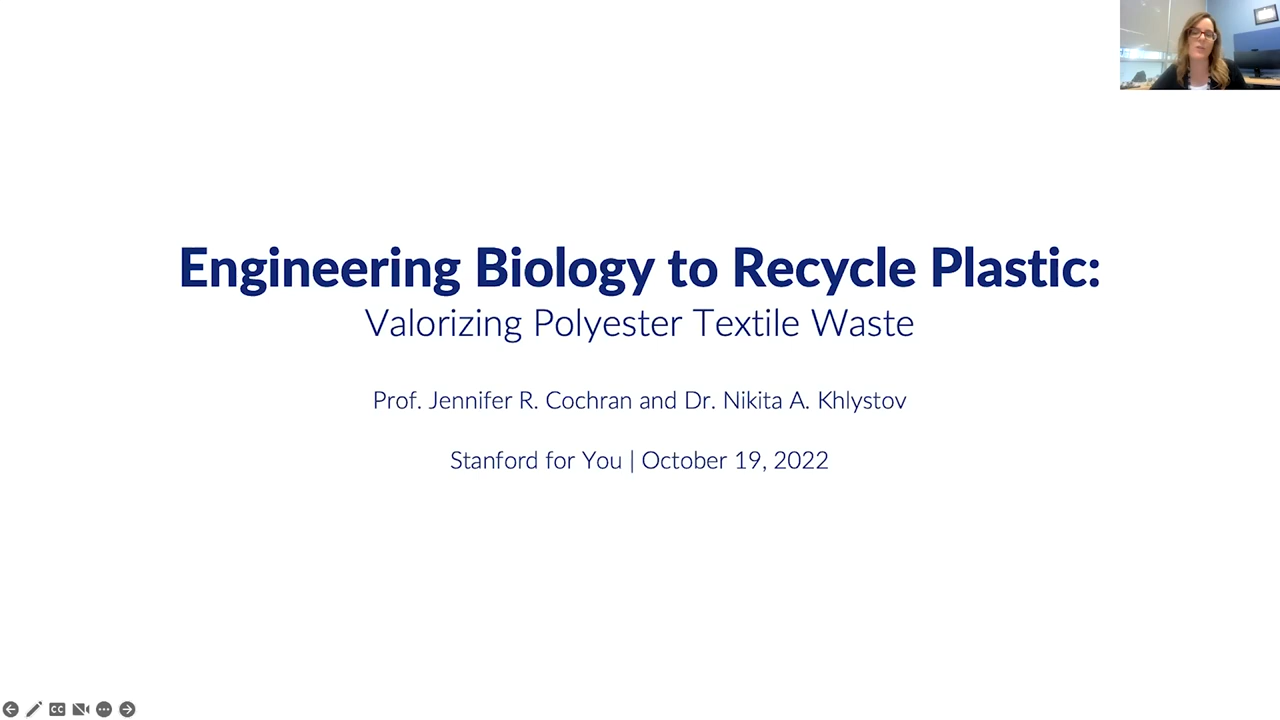 Engineering Biology to Recycle Plastic:
Valorizing Polyester Textile Waste
Prof. Jennifer R. Cochran and Dr. Nikita A. Khlystov
Stanford for You | October 19, 2022
CC